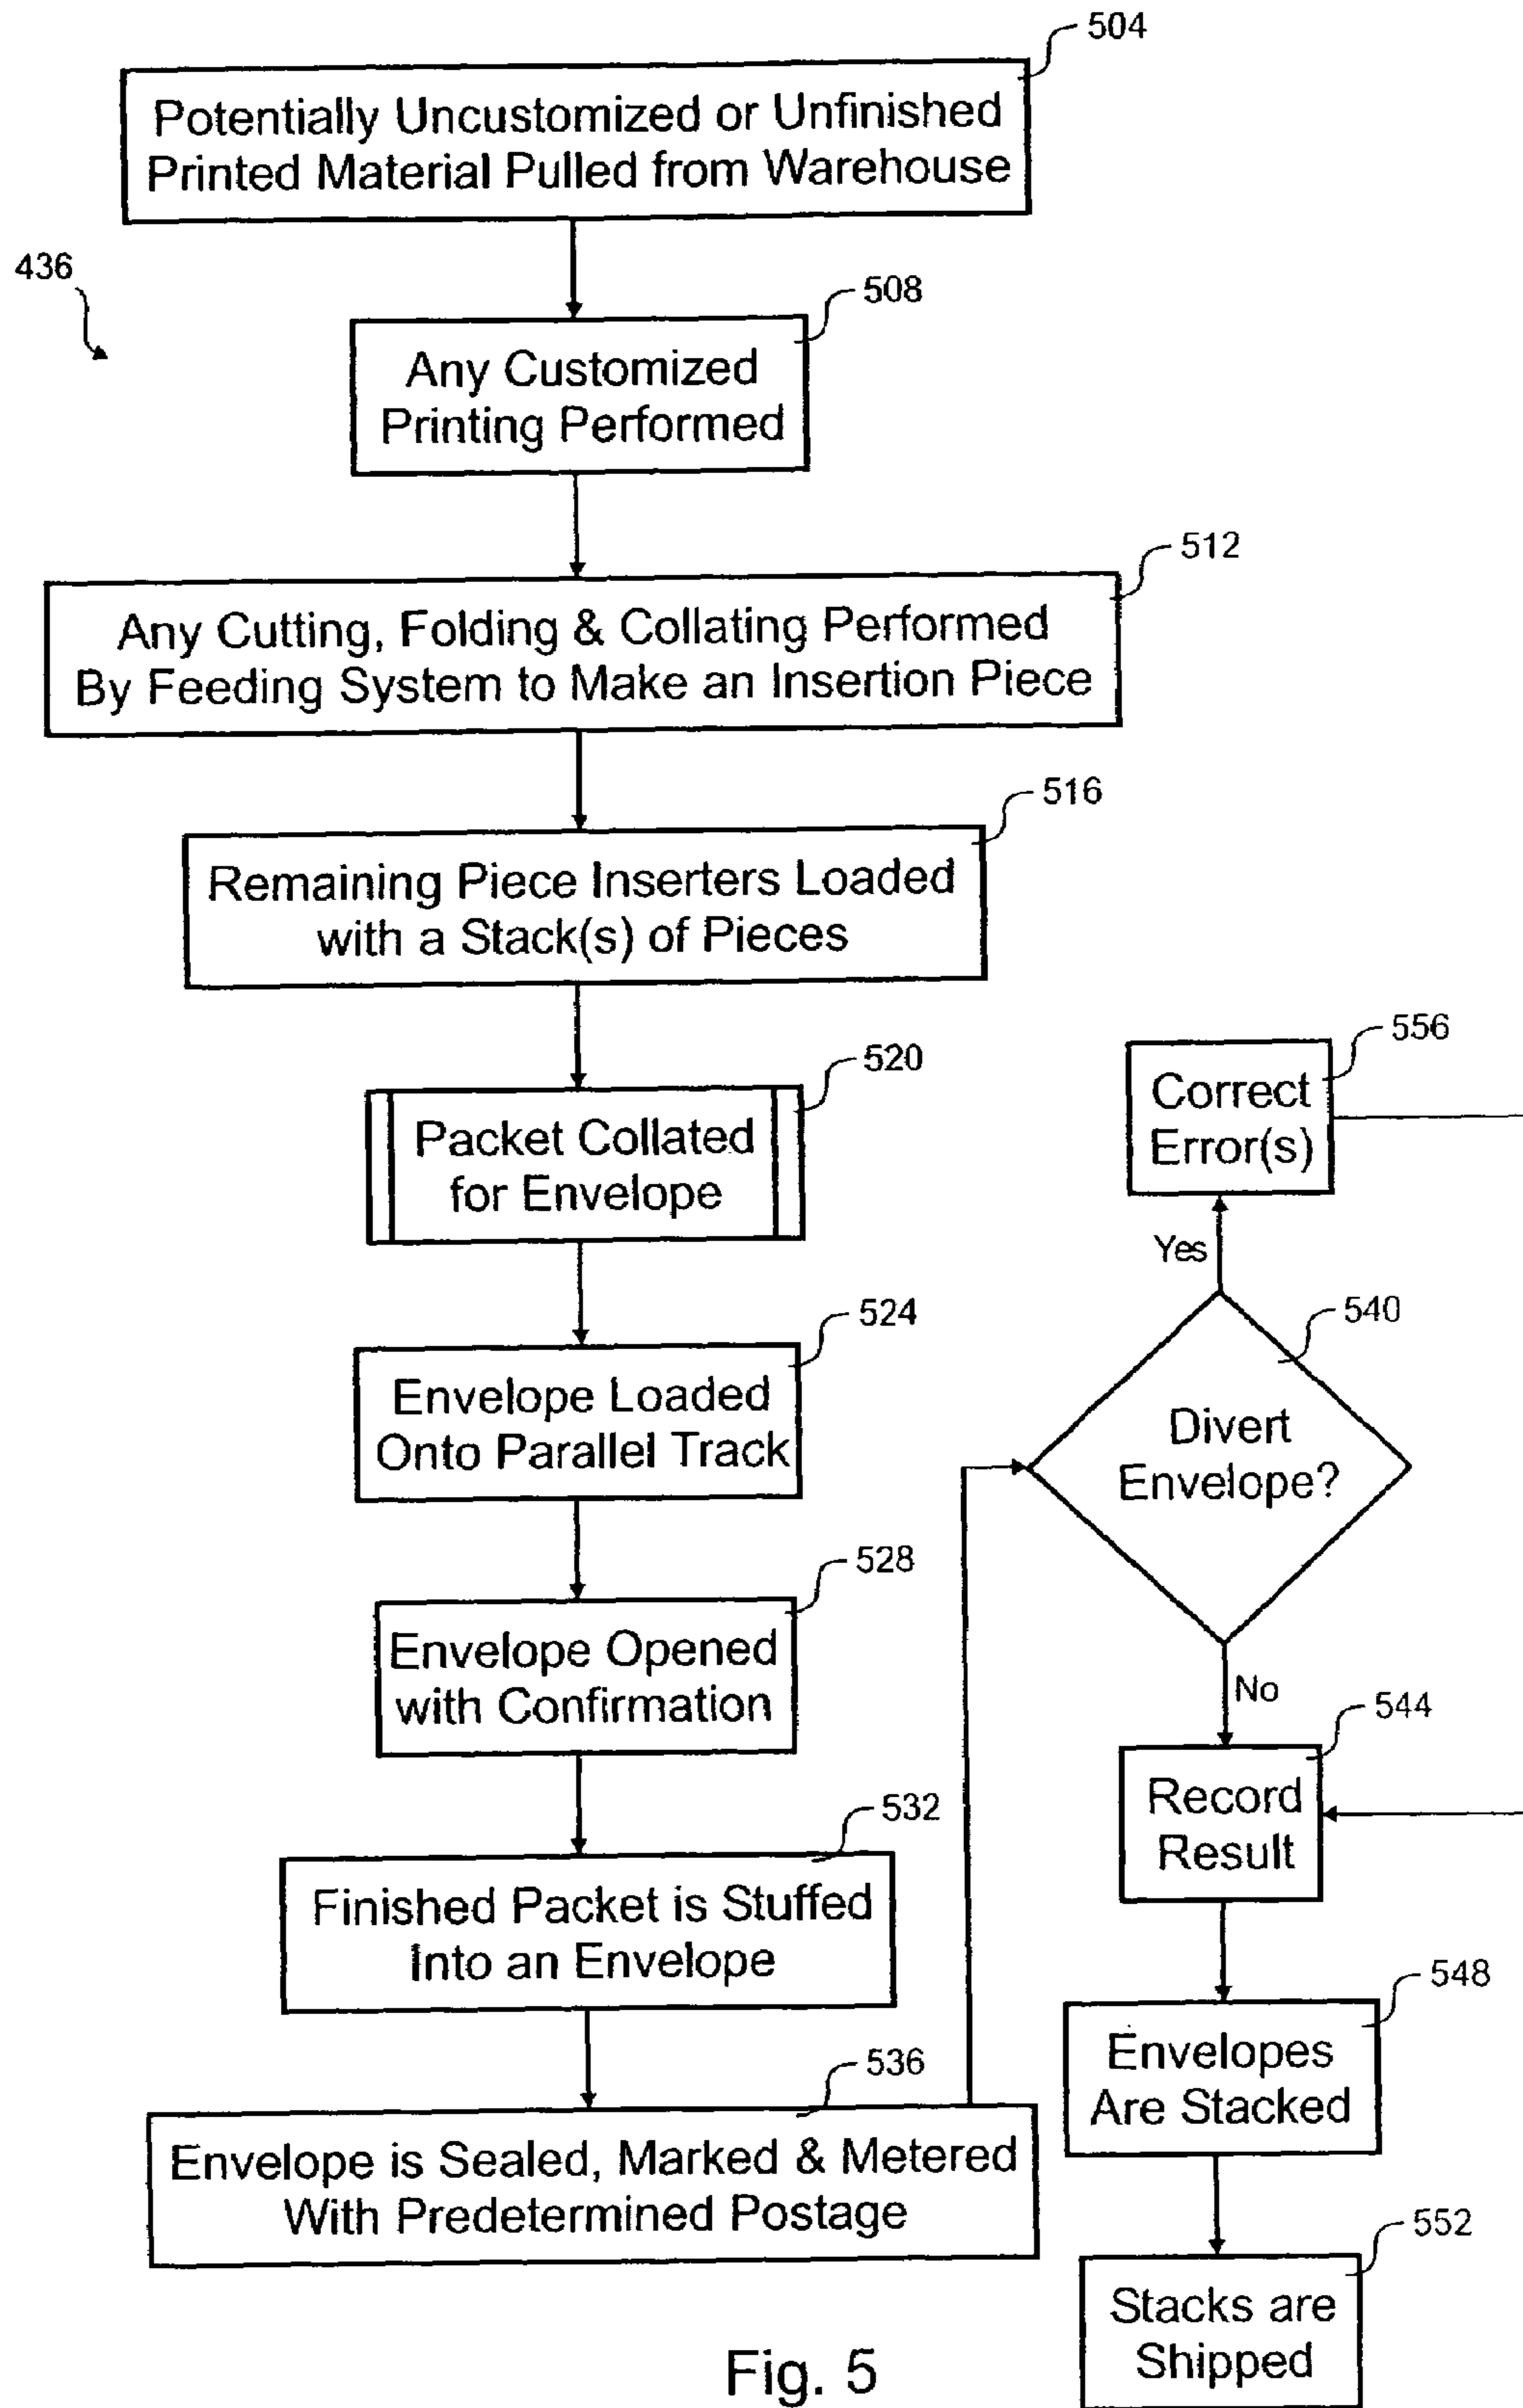 504
Potentially Uncustomized or Unfinished
Printed Material Pulled from Warehouse
436
508
Any Customized
Printing Performed
512
Any Cutting, Folding & Collating Performed
By Feeding System to Make an Insertion Piece
516
Remaining Piece Inserters Loaded
with a Stack(s) of Pieces
520
Packet Collated
for Envelope
524
Envelope Loaded
Onto Parallel Track
528
Envelope Opened
with Confirmation
532
Finished Packet is Stuffed
Into an Envelope
536
Envelope is Sealed, Marked & Metered
With Predetermined Postage
556
Correct
Error(s)
Yes
540
Divert
Envelope?
No
544
Record
Result
548
Envelopes
Are Stacked
552
Stacks are
Shipped
Fig. 5